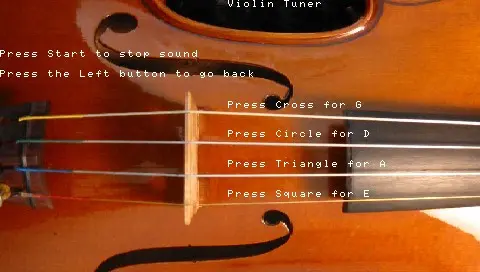 Violin Tuner
Press Start to stop sound
Press the Left button to go back
Press Cross for G
Press Circle for D
Press Triangle for A
Press Square for E